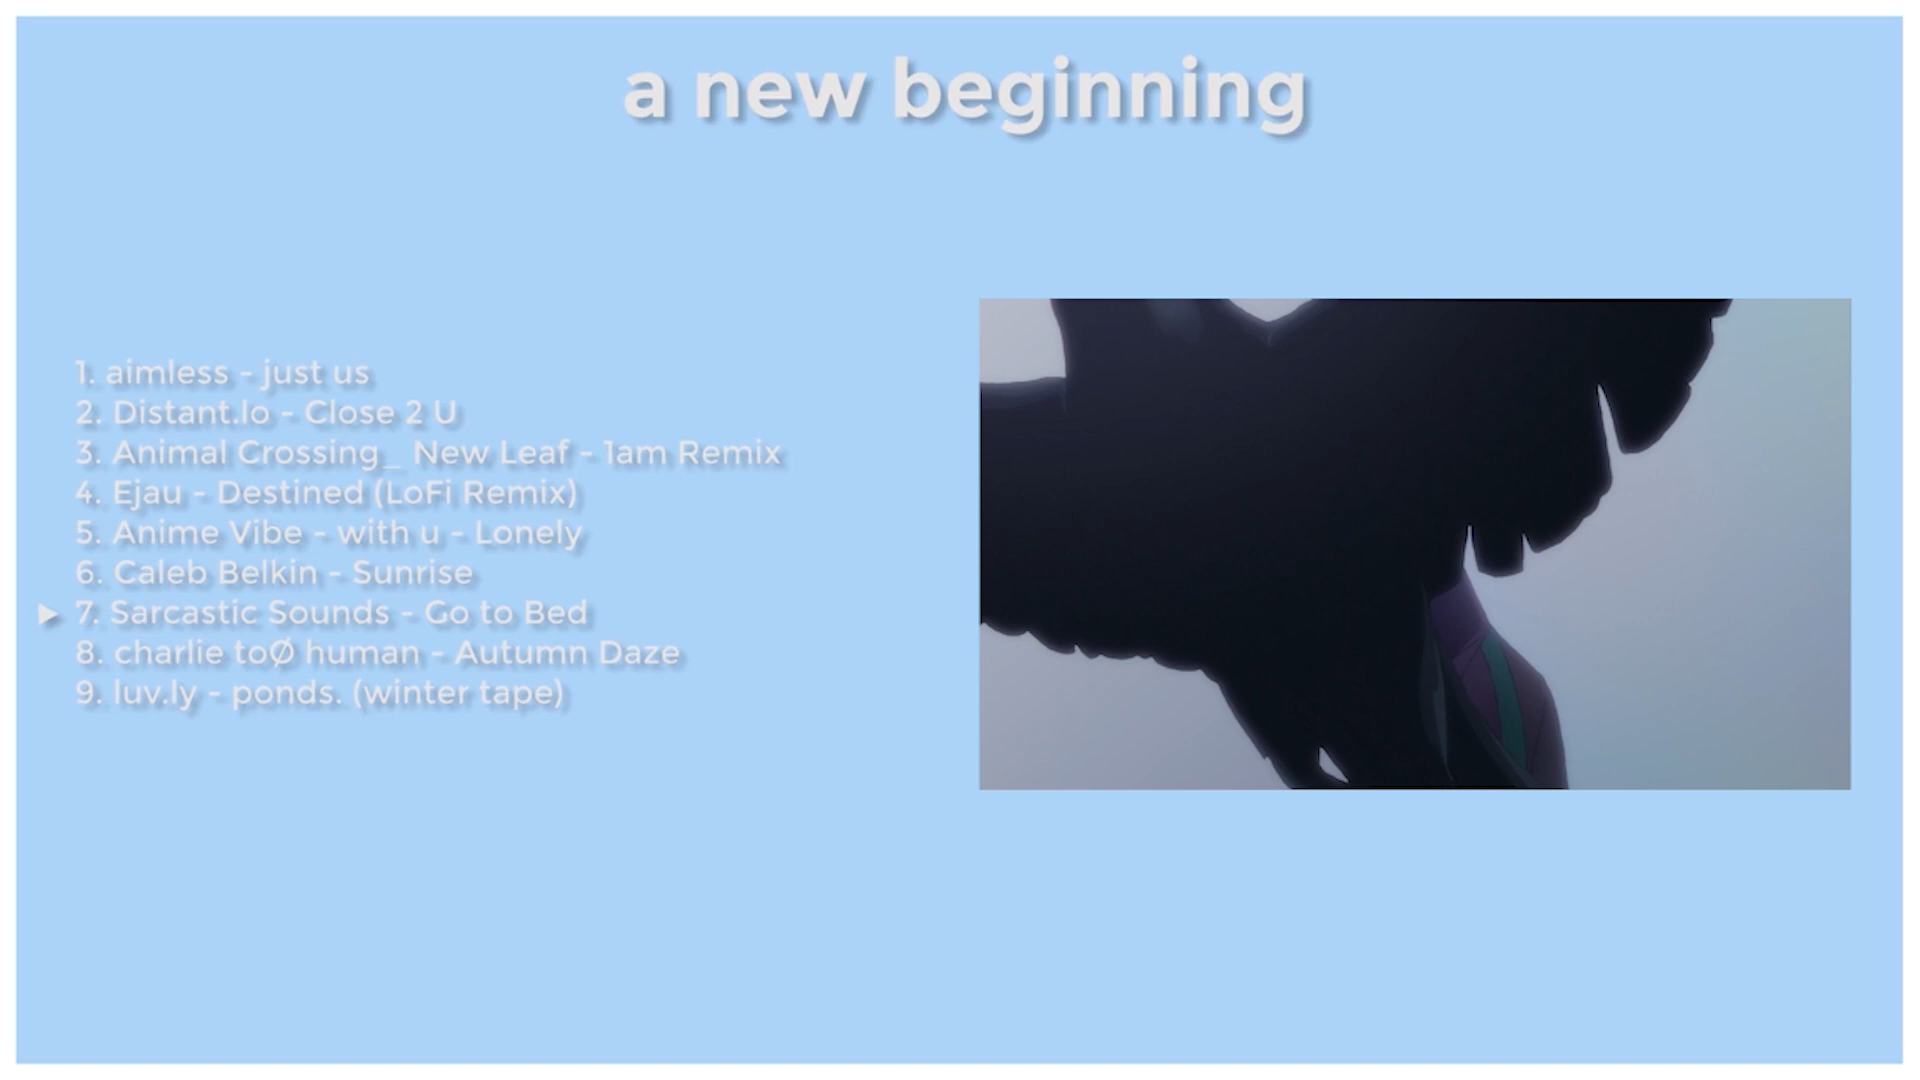 a new beginning
1. aimless - just us
2. Distant.lo - Close 2 U
3. Animal Crossing_ New Leaf - 1am Remix
4. Ejau - Destined (LoFi Remix)
5. Anime Vibe - with u - Lonely
6. Caleb Belkin - Sunrise
7. Sarcastic Sounds - Go to Bed
8. charlie toØ human - Autumn Daze
9. luv.ly - ponds. (winter tape)